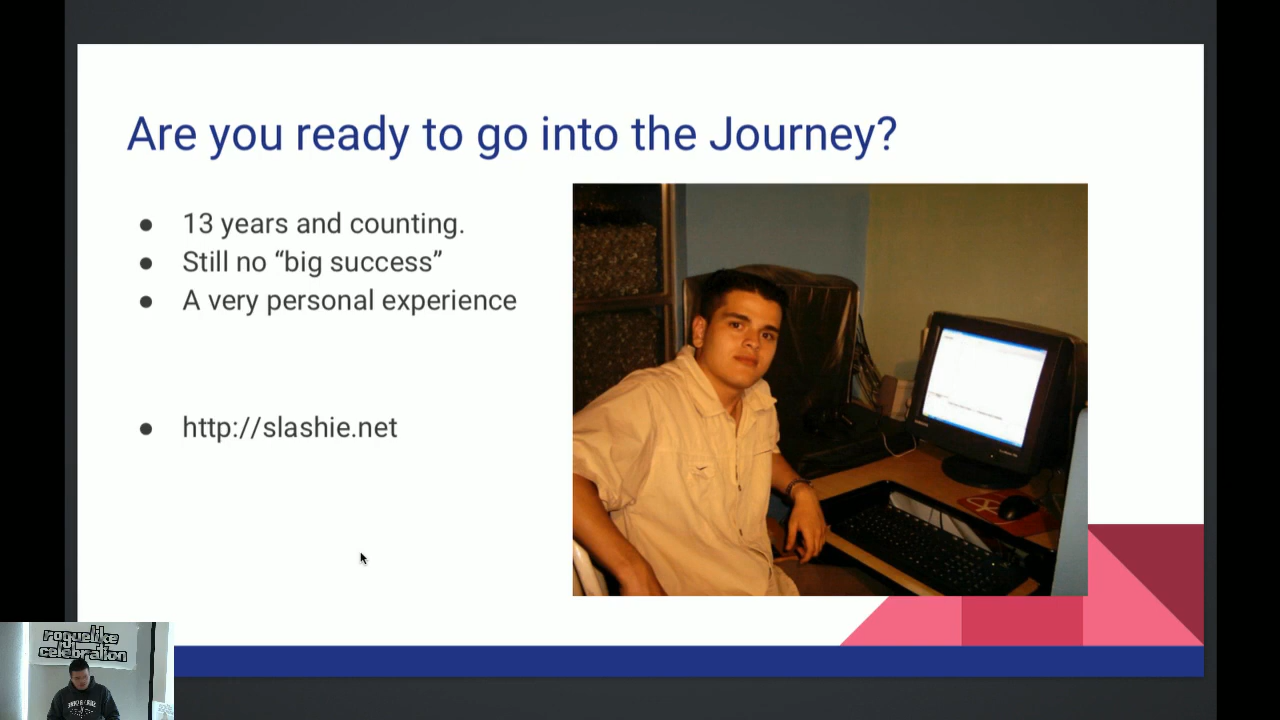 Are you ready to go into the Journey?
● 13 years and counting.
● Still no “big success”
● A very personal experience
● http://slashie.net
roguelike
celebration